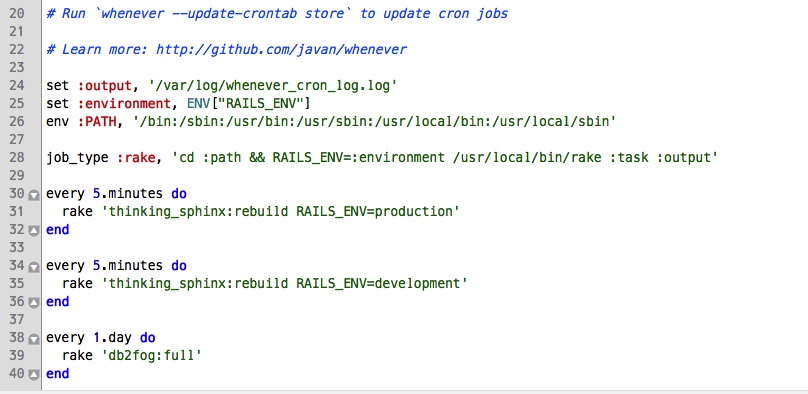 20 # Run `whenever --update-crontab store` to update cron jobs
21
22 # Learn more: http://github.com/javan/whenever
23
24 set :output, '/var/log/whenever_cron_log.log'
25 set :environment, ENV["RAILS_ENV"]
26 env :PATH, '/bin:/sbin:/usr/bin:/usr/sbin:/usr/local/bin:/usr/local/sbin'
27
28 job_type :rake, 'cd :path && RAILS_ENV=:environment /usr/local/bin/rake :task :output'
29
30 every 5.minutes do
31   rake 'thinking_sphinx:rebuild RAILS_ENV=production'
32 end
33
34 every 5.minutes do
35   rake 'thinking_sphinx:rebuild RAILS_ENV=development'
36 end
37
38 every 1.day do
39   rake 'db2fog:full'
40 end